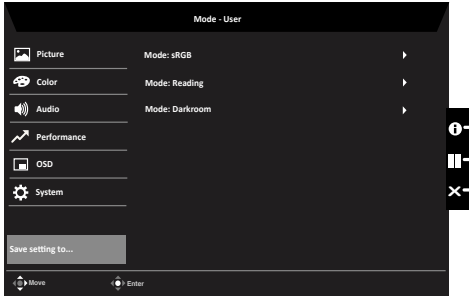 Mode - User
Picture
Mode: sRGB
Color
Mode: Reading
Audio
Mode: Darkroom
Performance
OSD
System
Save setting to...
Move
Enter